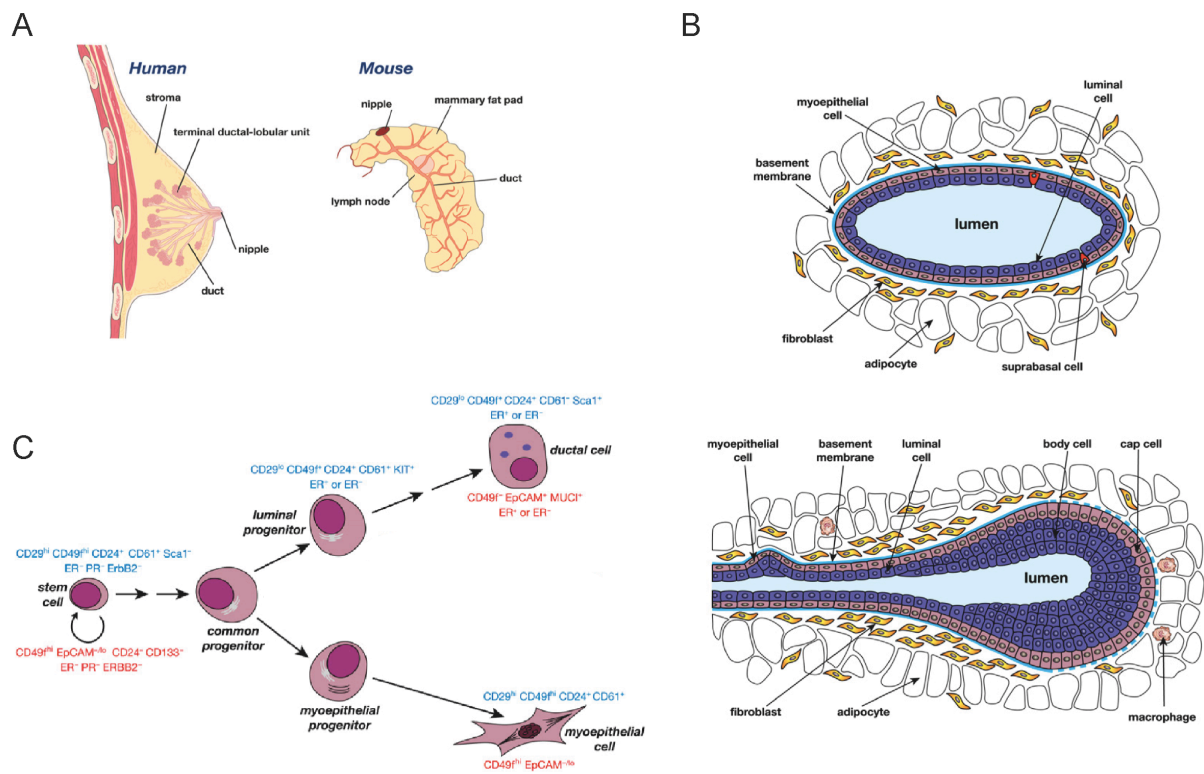 A
Human
stroma
terminal ductal-lobular unit
nipple
duct
Mouse
nipple
mammary fat pad
duct
lymph node
B
myoepithelial
cell
luminal
cell
basement
membrane
lumen
fibroblast
adipocyte
suprabasal cell
myoepithelial
cell
basement
membrane
luminal
cell
body cell
cap cell
lumen
fibroblast
adipocyte
macrophage
C
CD29ˡᵒ CD49f⁺ CD24⁺ CD61⁻ Sca1⁺
ER⁺ or ER⁻
ductal cell
CD49f⁻ EpCAM⁺ MUCI⁺
ER⁺ or ER⁻
CD29ˡᵒ CD49f⁺ CD24⁺ CD61⁺ KIT⁺
ER⁻ or ER⁻
luminal
progenitor
CD29ʰⁱ CD49fʰⁱ CD24⁺ CD61⁺ Sca1⁻
ER⁻ PR⁻ ErbB2⁻
stem
cell
CD49fʰⁱ EpCAM⁻/ˡᵒ CD24⁻ CD133⁻
ER⁻ PR⁻ ERBB2⁻
common
progenitor
myoepithelial
progenitor
CD29ʰⁱ CD49fʰⁱ CD24⁺ CD61⁺
myoepithelial
cell
CD49fʰⁱ EpCAM⁻/ˡᵒ